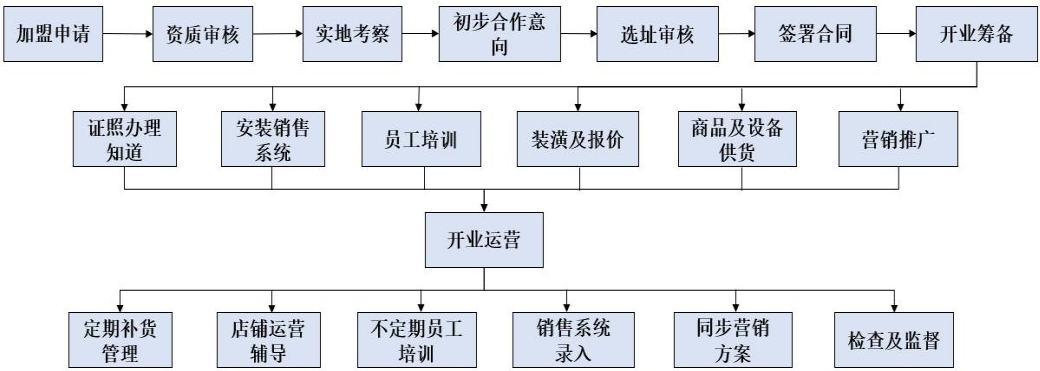 加盟申请
资质审核
实地考察
初步合作意
向
选址审核
签署合同
开业筹备
证照办理
知道
安装销售
系统
员工培训
装潢及报价
商品及设备
供货
营销推广
开业运营
定期补货
管理
店铺运营
辅导
不定期员工
培训
销售系统
录入
同步营销
方案
检查及监督